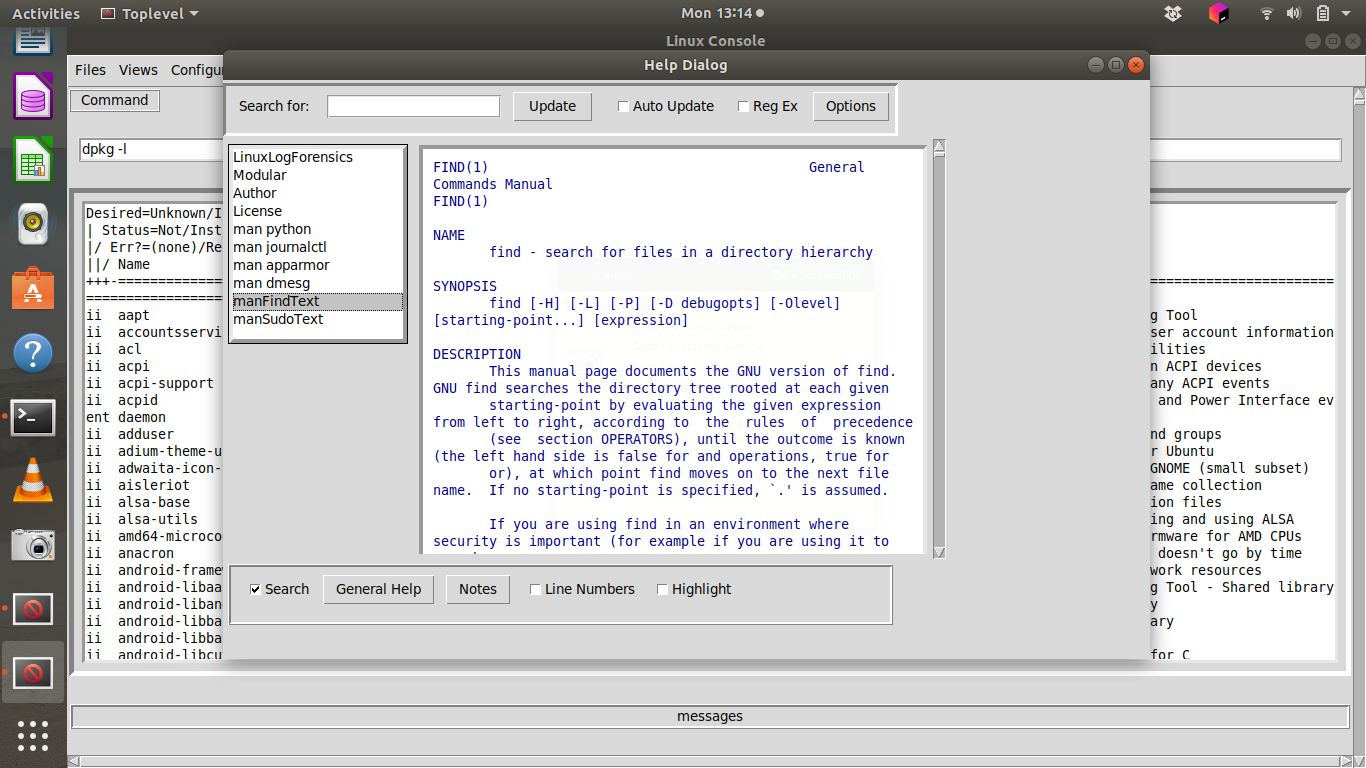 Activities
Toplevel
Mon 13:14
Linux Console
Files Views Configu
Command
dpkg -l
Desired=Unknown/I
| Status=Not/Inst
|/ Err?=(none)/Re
||/ Name
+++-=================
=================
ii aapt
ii accountsservi
ii acl
ii acpi
ii acpi-support
ii acpid
ent daemon
ii adduser
ii adium-theme-u
ii adwaita-icon-
ii aisleriot
ii alsa-base
ii alsa-utils
ii amd64-microco
ii anacron
ii android-framew
ii android-libaa
ii android-liban
ii android-libba
ii android-libba
ii android-libcu
Help Dialog
Search for:
Update
Auto Update
Reg Ex
Options
LinuxLogForensics
Modular
Author
License
man python
man journalctl
man apparmor
man dmesg
manFindText
manSudoText
FIND(1) General
Commands Manual
FIND(1)
NAME
find - search for files in a directory hierarchy
SYNOPSIS
find [-H] [-L] [-P] [-D debugopts] [-Olevel]
[starting-point...] [expression]
DESCRIPTION
This manual page documents the GNU version of find.
GNU find searches the directory tree rooted at each given
starting-point by evaluating the given expression
from left to right, according to the rules of precedence
(see section OPERATORS), until the outcome is known
(the left hand side is false for and operations, true for
or), at which point find moves on to the next file
name. If no starting-point is specified, `.' is assumed.
If you are using find in an environment where
security is important (for example if you are using it to
Search
General Help
Notes
Line Numbers
Highlight
=======================
g Tool
ser account information
ilities
n ACPI devices
any ACPI events
and Power Interface ev
nd groups
r Ubuntu
GNOME (small subset)
ame collection
ion files
ing and using ALSA
rmware for AMD CPUs
doesn't go by time
work resources
g Tool - Shared library
y
ary
for C
messages